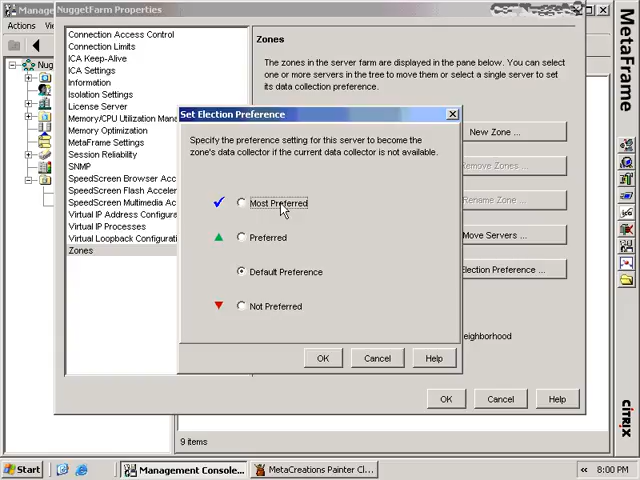 Manag
NuggetFarm Properties
Actions
Nugge
Connection Access Control
Connection Limits
ICA Keep-Alive
ICA Settings
Information
Isolation Settings
License Server
Memory/CPU Utilization Mana
Memory Optimization
MetaFrame Settings
Session Reliability
SNMP
SpeedScreen Browser Acc
SpeedScreen Flash Acceler
SpeedScreen Multimedia Ac
Virtual IP Address Configura
Virtual IP Processes
Virtual Loopback Configurati
Zones
Zones
The zones in the server farm are displayed in the pane below. You can select
one or more servers in the tree to move them or select a single server to set
its data collection preference.
New Zone ...
Remove Zones ...
Rename Zone ...
Move Servers ...
Election Preference ...
eighborhood
OK
Cancel
Help
Set Election Preference
Specify the preference setting for this server to become the
zone's data collector if the current data collector is not available.
Most Preferred
Preferred
Default Preference
Not Preferred
OK
Cancel
Help
9 items
MetaFrame
CITRIX
Start
Management Console...
MetaCreations Painter Cl...
8:00 PM